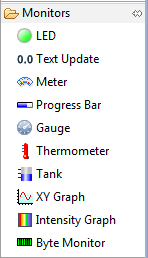 Monitors
LED
0.0 Text Update
Meter
Progress Bar
Gauge
Thermometer
Tank
XY Graph
Intensity Graph
Byte Monitor